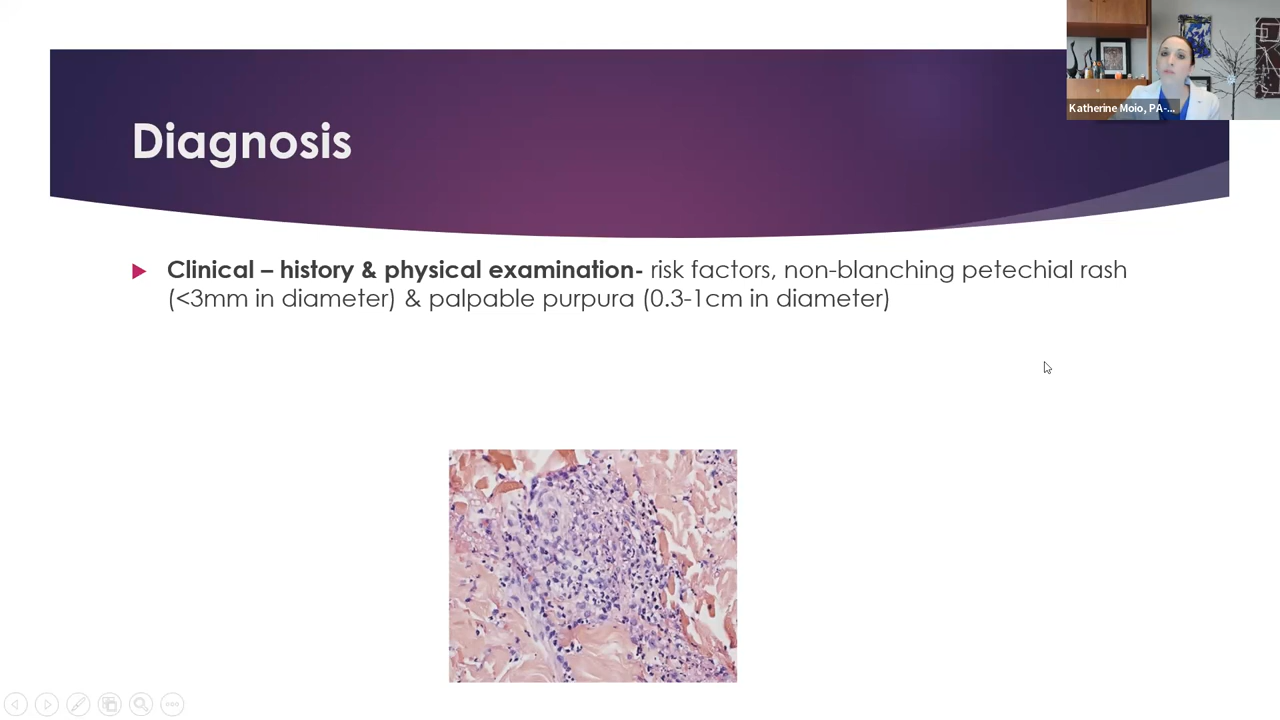 Katherine Moio, PA-...
Diagnosis
Clinical – history & physical examination- risk factors, non-blanching petechial rash
(<3mm in diameter) & palpable purpura (0.3-1cm in diameter)